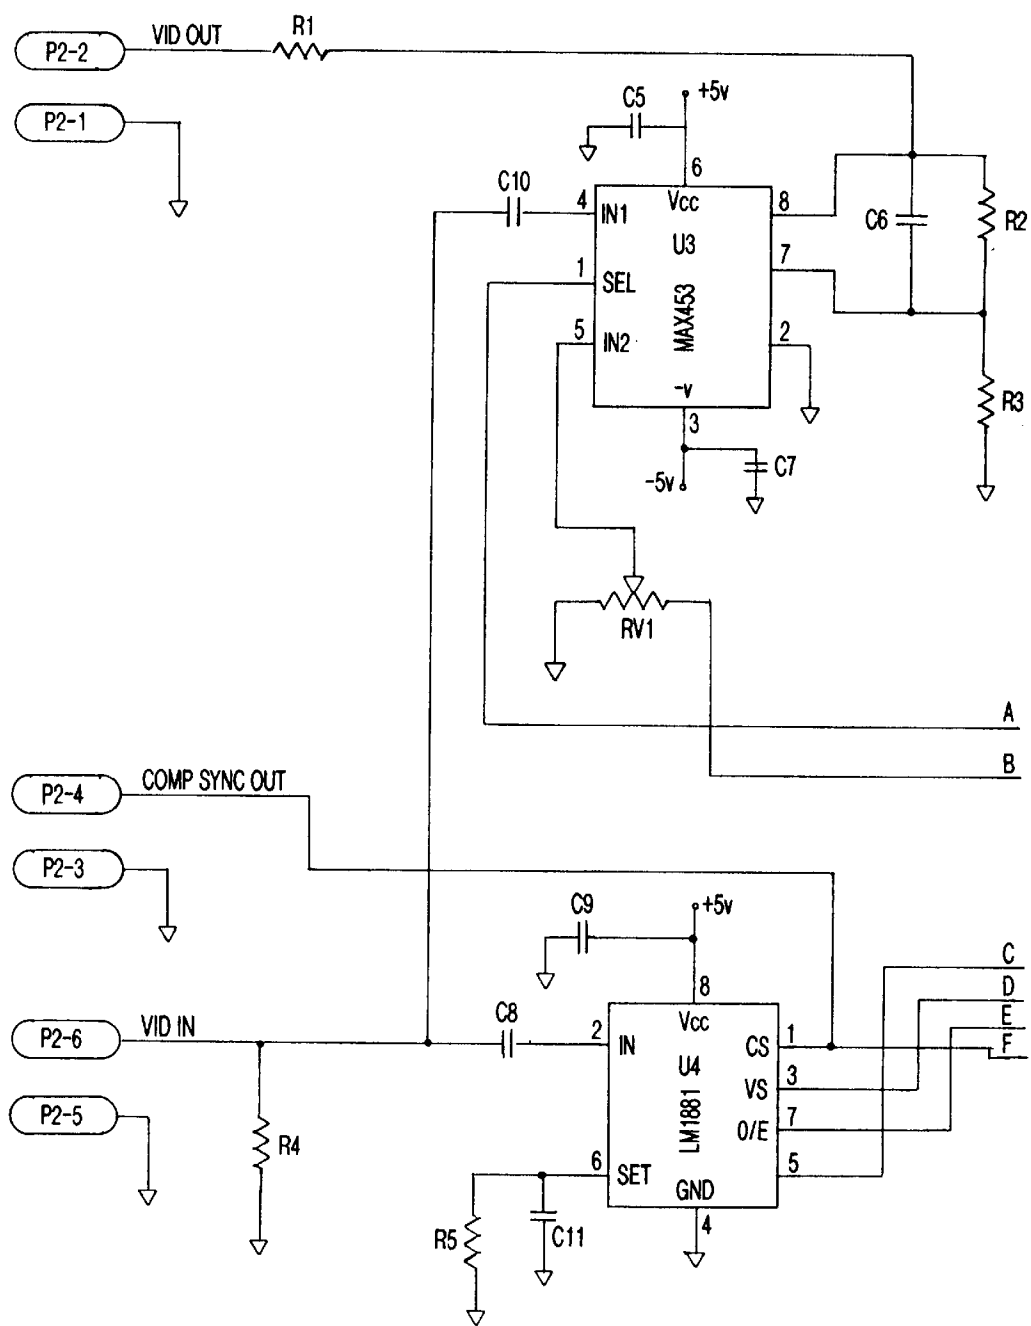 P2-2
VID OUT
R1
P2-1
C5
+5v
6
C10
4
IN1
Vcc
8
C6
R2
U3
1
SEL
7
MAX453
5
IN2
2
-v
3
R3
-5v
C7
RV1
A
B
P2-4
COMP SYNC OUT
P2-3
C9
+5v
C
D
E
F
8
P2-6
VID IN
C8
2
IN
Vcc
CS
1
U4
VS
3
LM1881
O/E
7
P2-5
R4
6
SET
5
GND
4
R5
C11